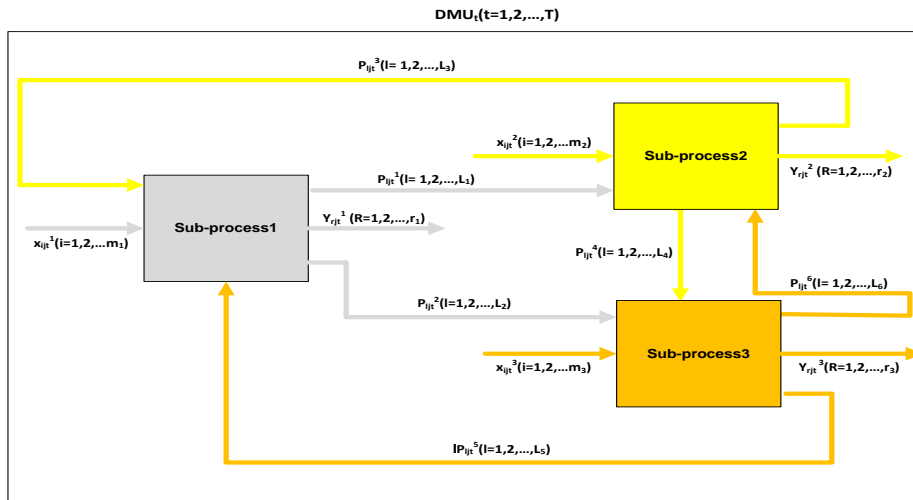 DMUₜ(t=1,2,...,T)
Pₗⱼₜ³(l= 1,2,...,L₃)
xᵢⱼₜ²(i=1,2,...m₂)
Sub-process2
Yᵣⱼₜ² (R=1,2,...,r₂)
Pₗⱼₜ¹(l= 1,2,...,L₁)
Sub-process1
Yᵣⱼₜ¹ (R=1,2,...,r₁)
xᵢⱼₜ¹(i=1,2,...m₁)
Pₗⱼₜ⁴(l= 1,2,...,L₄)
Pₗⱼₜ⁶(l= 1,2,...,L₆)
Pₗⱼₜ²(l=1,2,...,L₂)
Sub-process3
xᵢⱼₜ³(i=1,2,...m₃)
Yᵣⱼₜ³(R=1,2,...,r₃)
lPₗⱼₜ⁵(l=1,2,...,L₅)